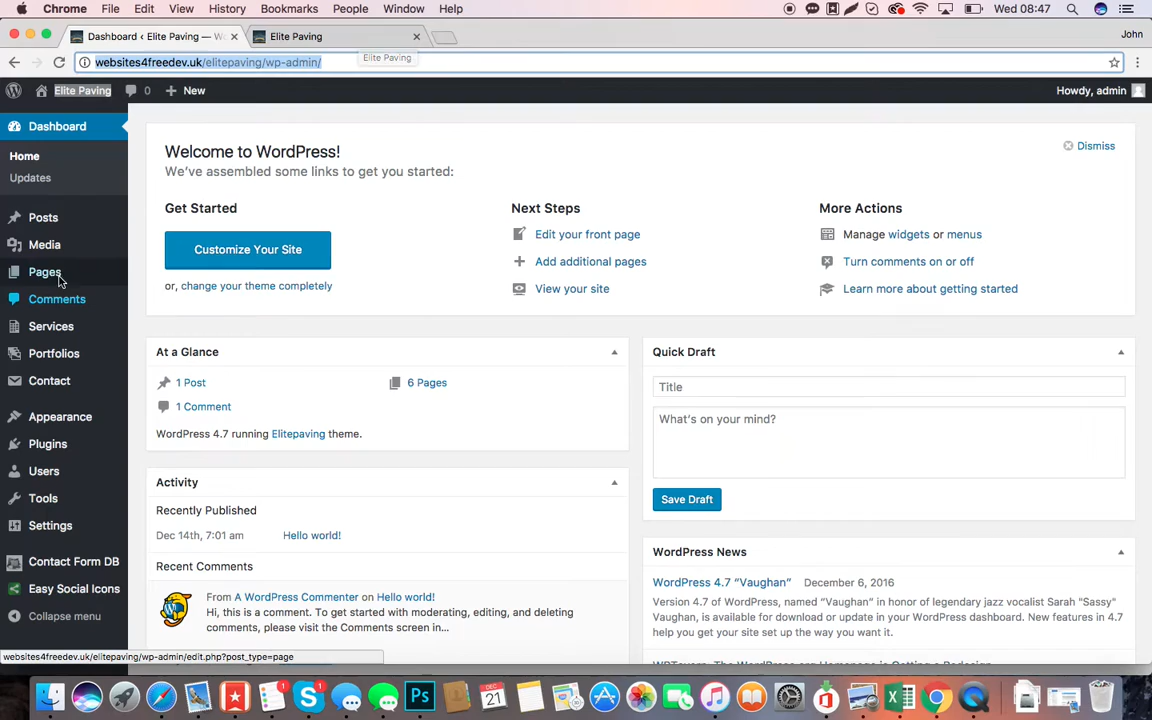 Chrome File Edit View History Bookmarks People Window Help Wed 08:47
Dashboard ‹ Elite Paving — Wo Elite Paving John
websites4freedev.uk/elitepaving/wp-admin/
Elite Paving
Elite Paving 0 New Howdy, admin
Dashboard
Home
Updates
Posts
Media
Pages
Comments
Services
Portfolios
Contact
Appearance
Plugins
Users
Tools
Settings
Contact Form DB
Easy Social Icons
Collapse menu
Welcome to WordPress!
We've assembled some links to get you started:
Dismiss
Get Started
Customize Your Site
or, change your theme completely
Next Steps
Edit your front page
Add additional pages
View your site
More Actions
Manage widgets or menus
Turn comments on or off
Learn more about getting started
At a Glance
1 Post 6 Pages
1 Comment
WordPress 4.7 running Elitepaving theme.
Activity
Recently Published
Dec 14th, 7:01 am Hello world!
Recent Comments
From A WordPress Commenter on Hello world!
Hi, this is a comment. To get started with moderating, editing, and deleting
comments, please visit the Comments screen in...
Quick Draft
Title
What's on your mind?
Save Draft
WordPress News
WordPress 4.7 “Vaughan” December 6, 2016
Version 4.7 of WordPress, named “Vaughan” in honor of legendary jazz vocalist Sarah "Sassy"
Vaughan, is available for download or update in your WordPress dashboard. New features in 4.7
help you get your site set up the way you want it.
websites4freedev.uk/elitepaving/wp-admin/edit.php?post_type=page
1
1
Ps
DEC
21